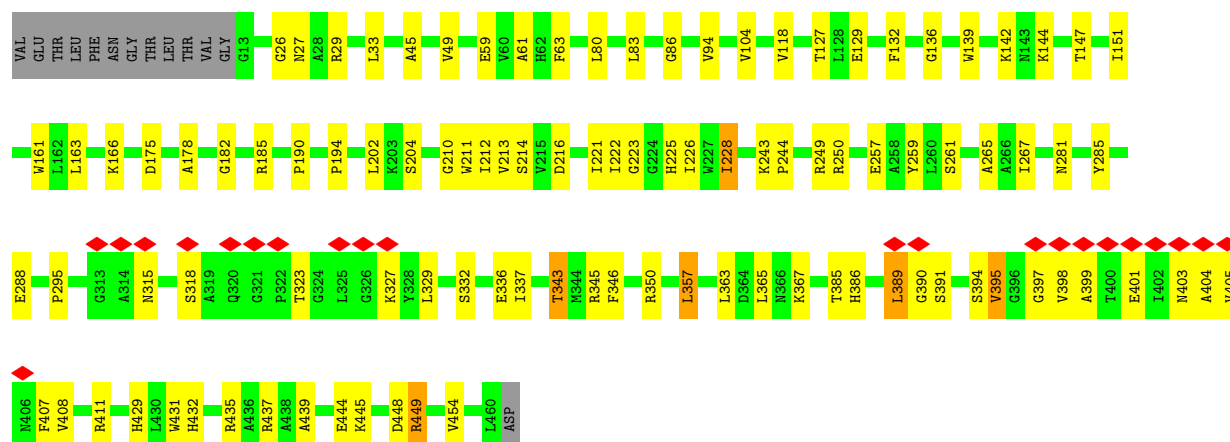 VAL GLU THR LEU PHE ASN GLY THR LEU THR VAL GLY G13 G26 N27 A28 R29 L33 A45 V49 E59 V60 A61 H62 F63 L80 L83 G86 V94 V104 V118 T127 L128 E129 F132 G136 W139 K142 N143 K144 T147 I151
W161 L162 L163 K166 D175 A178 G182 R185 P190 P194 L202 K203 S204 G210 W211 I212 V213 S214 V215 D216 I221 I222 G223 G224 H225 I226 W227 I228 K243 P244 R249 R250 E257 A258 Y259 L260 S261 A265 A266 I267 N281 Y285
E288 P295 G313 A314 N315 S318 A319 Q320 G321 P322 T323 G324 L325 G326 K327 Y328 L329 S332 E336 I337 T343 M344 R345 F346 R350 L357 L363 D364 L365 N366 K367 T385 H386 L389 G390 S391 S394 V395 G396 G397 V398 A399 T400 E401 I402 N403 A404
N406 F407 V408 R411 H429 L430 W431 H432 R435 A436 R437 A438 A439 E444 K445 D448 R449 V454 L460 ASP